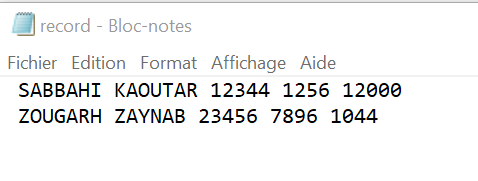 record - Bloc-notes
Fichier Edition Format Affichage Aide
SABBAHI KAOUTAR 12344 1256 12000
ZOUGARH ZAYNAB 23456 7896 1044